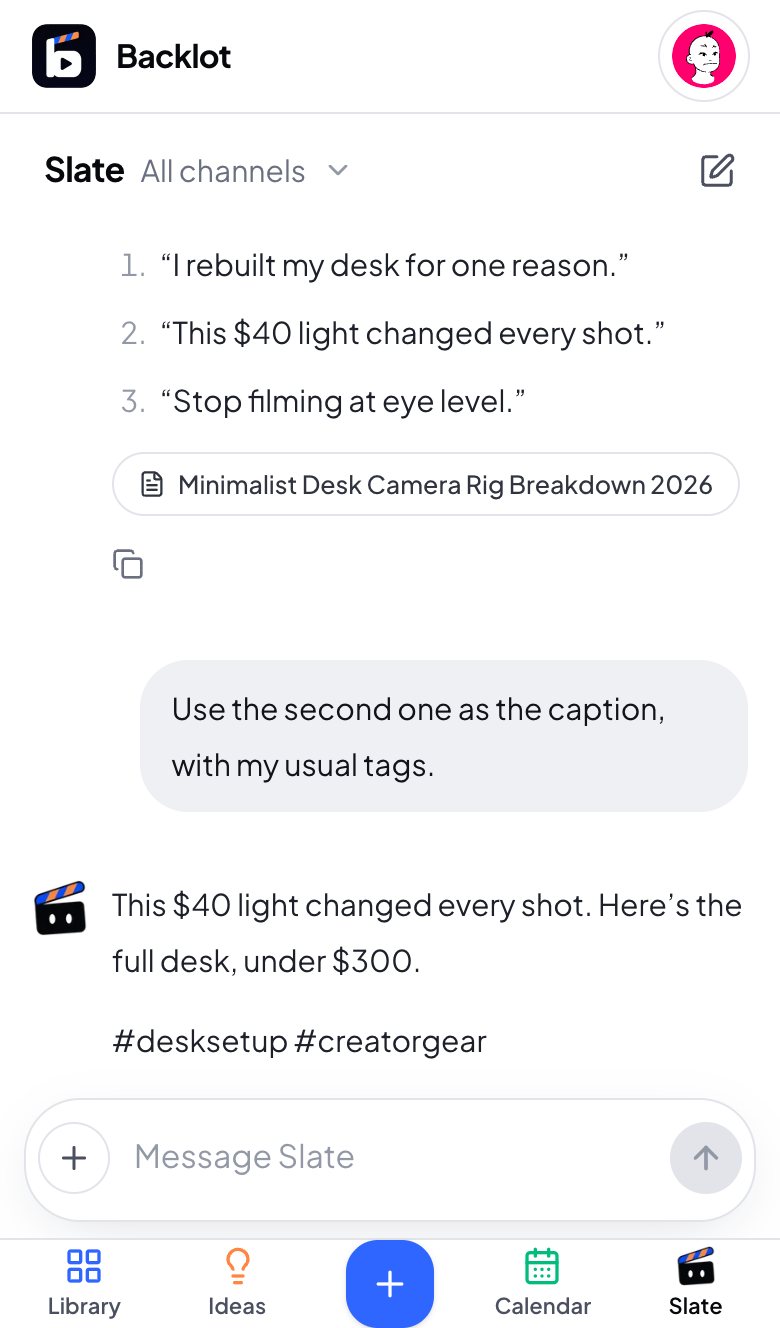 Backlot
Slate All channels
1. “I rebuilt my desk for one reason.”
2. “This $40 light changed every shot.”
3. “Stop filming at eye level.”
Minimalist Desk Camera Rig Breakdown 2026
Use the second one as the caption,
with my usual tags.
This $40 light changed every shot. Here’s the
full desk, under $300.
#desksetup #creatorgear
Message Slate
Library Ideas Calendar Slate